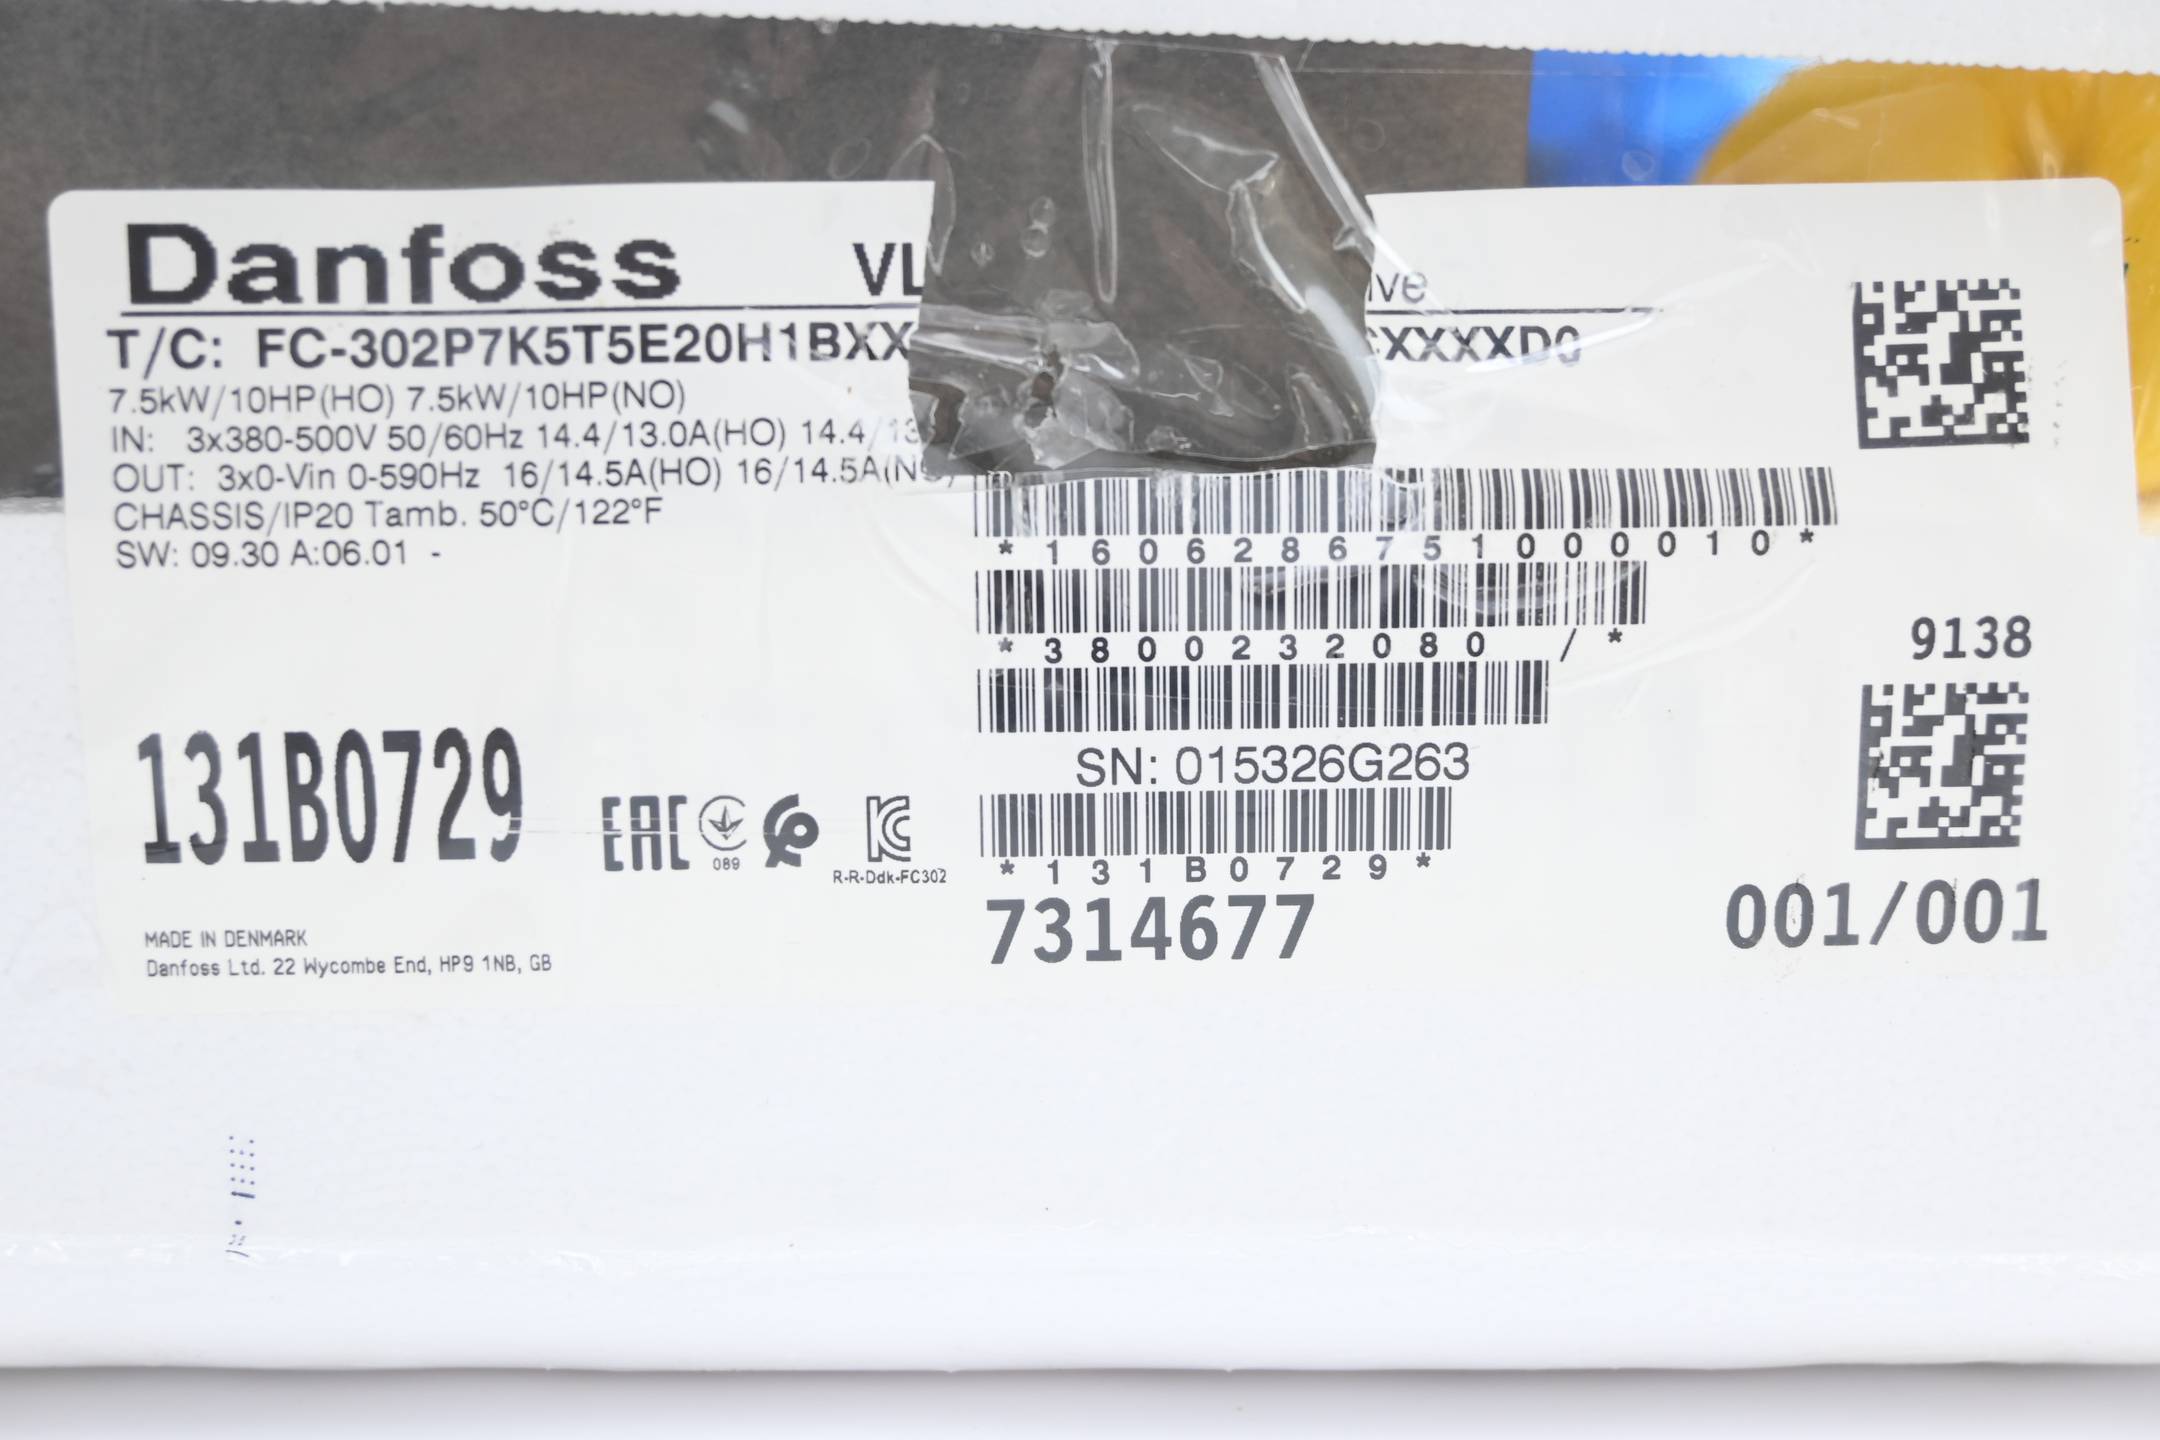 Danfoss
T/C: FC-302P7K5T5E20H1BXX CXXXXD0
7.5kW/10HP(HO) 7.5kW/10HP(NO)
IN: 3x380-500V 50/60Hz 14.4/13.0A(HO) 14.4/13
OUT: 3x0-Vin 0-590Hz 16/14.5A(HO) 16/14.5A(NO)
CHASSIS/IP20 Tamb. 50°C/122°F
SW: 09.30 A:06.01 -
*1606286751000010*
*3800232080 /*
9138
SN: 015326G263
131B0729
EAC
089
R-R-Ddk-FC302
*131B0729*
7314677
001/001
MADE IN DENMARK
Danfoss Ltd. 22 Wycombe End, HP9 1NB, GB